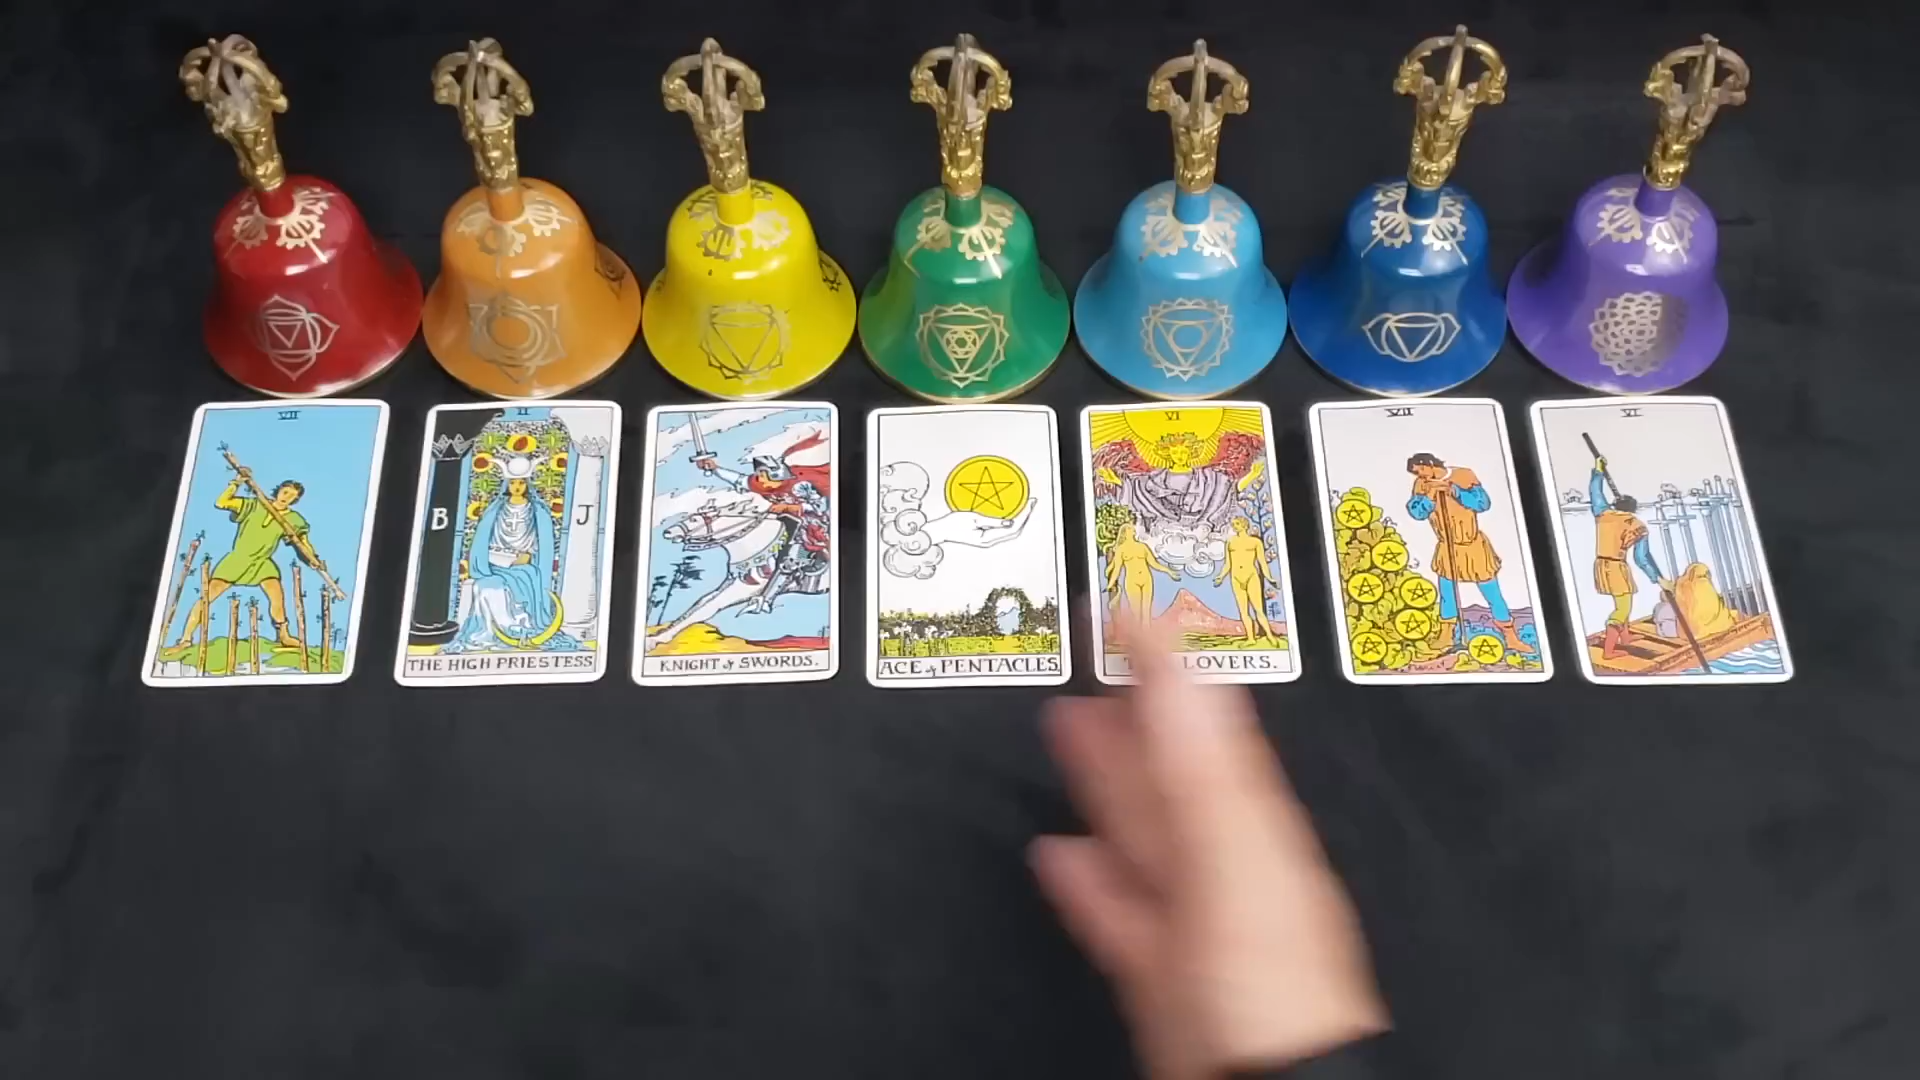 VII
II
B J
THE HIGH PRIESTESS
KNIGHT of SWORDS.
ACE of PENTACLES
VI
LOVERS.
VII
VI